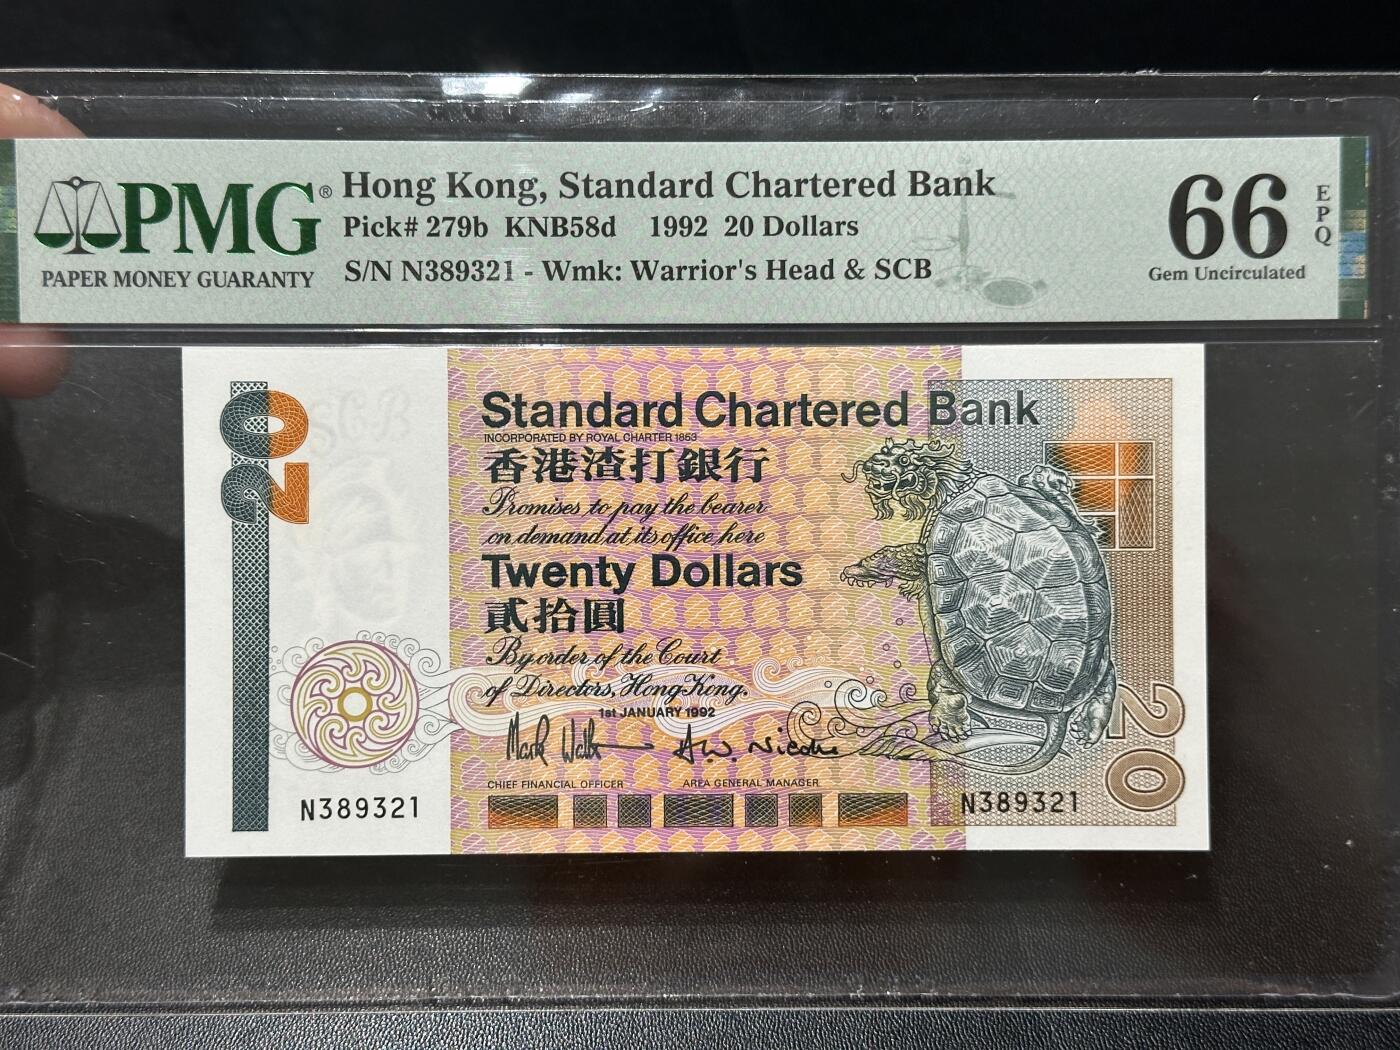 PMG®
PAPER MONEY GUARANTY
Hong Kong, Standard Chartered Bank
Pick# 279b KNB58d 1992 20 Dollars
S/N N389321 - Wmk: Warrior's Head & SCB
66
EPQ
Gem Uncirculated
20
SCB
Standard Chartered Bank
INCORPORATED BY ROYAL CHARTER 1853
香港渣打銀行
Promises to pay the bearer
on demand at its office here
Twenty Dollars
貳拾圓
By order of the Court
of Directors, Hong Kong.
1st JANUARY 1992
CHIEF FINANCIAL OFFICER AREA GENERAL MANAGER
N389321
N389321
20